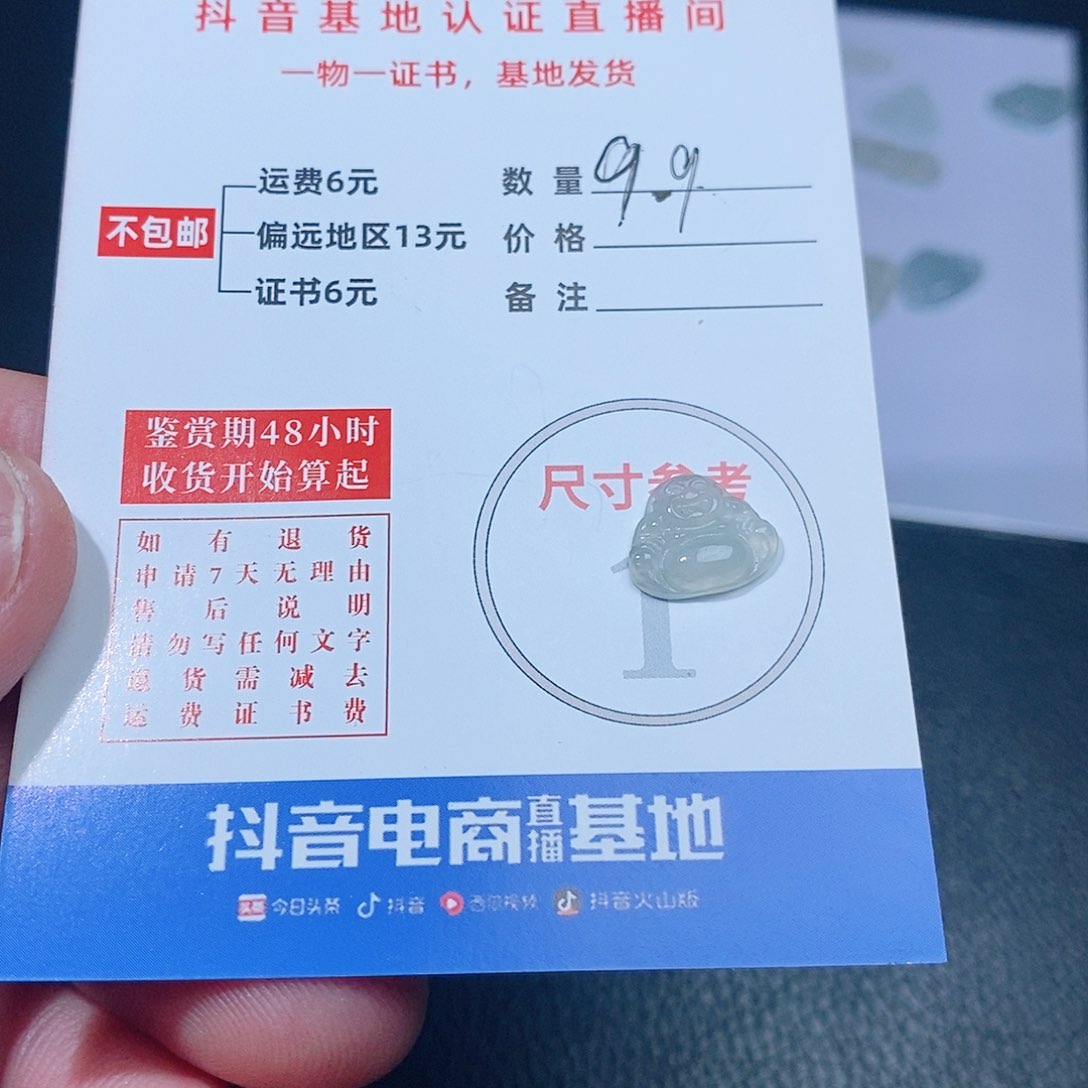 抖音基地认证直播间
一物一证书，基地发货
不包邮
运费6元
偏远地区13元
证书6元
数量 9.9
价格
备注
鉴赏期48小时
收货开始算起
如有退货
申请7天无理由
售后说明
请勿写任何文字
退货需减去
运费证书费
尺寸参考
1
抖音电商直播基地
头条 今日头条 抖音 西瓜视频 抖音火山版